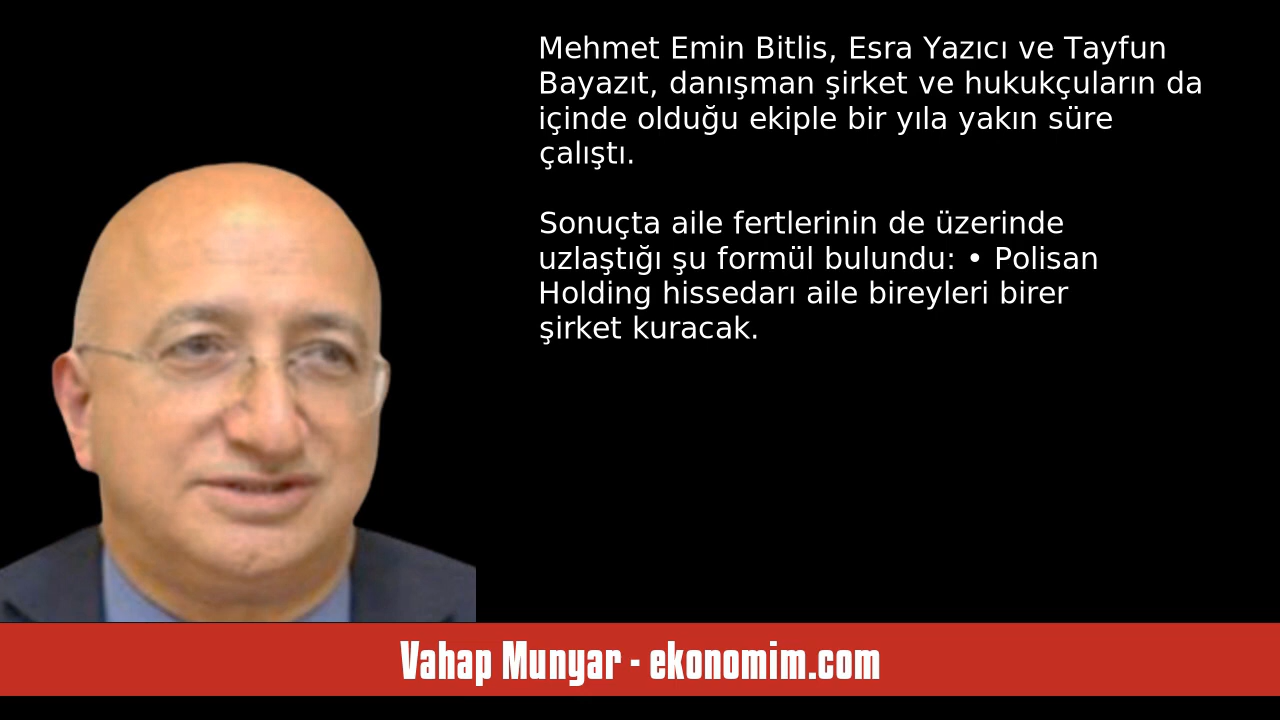 Mehmet Emin Bitlis, Esra Yazıcı ve Tayfun
Bayazıt, danışman şirket ve hukukçuların da
içinde olduğu ekiple bir yıla yakın süre
çalıştı.
Sonuçta aile fertlerinin de üzerinde
uzlaştığı şu formül bulundu: • Polisan
Holding hissedarı aile bireyleri birer
şirket kuracak.
Vahap Munyar - ekonomim.com